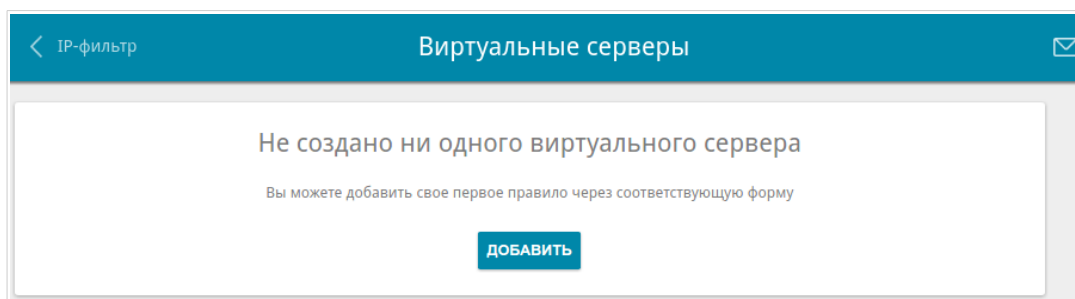 IP-фильтр
Виртуальные серверы
Не создано ни одного виртуального сервера
Вы можете добавить свое первое правило через соответствующую форму
ДОБАВИТЬ